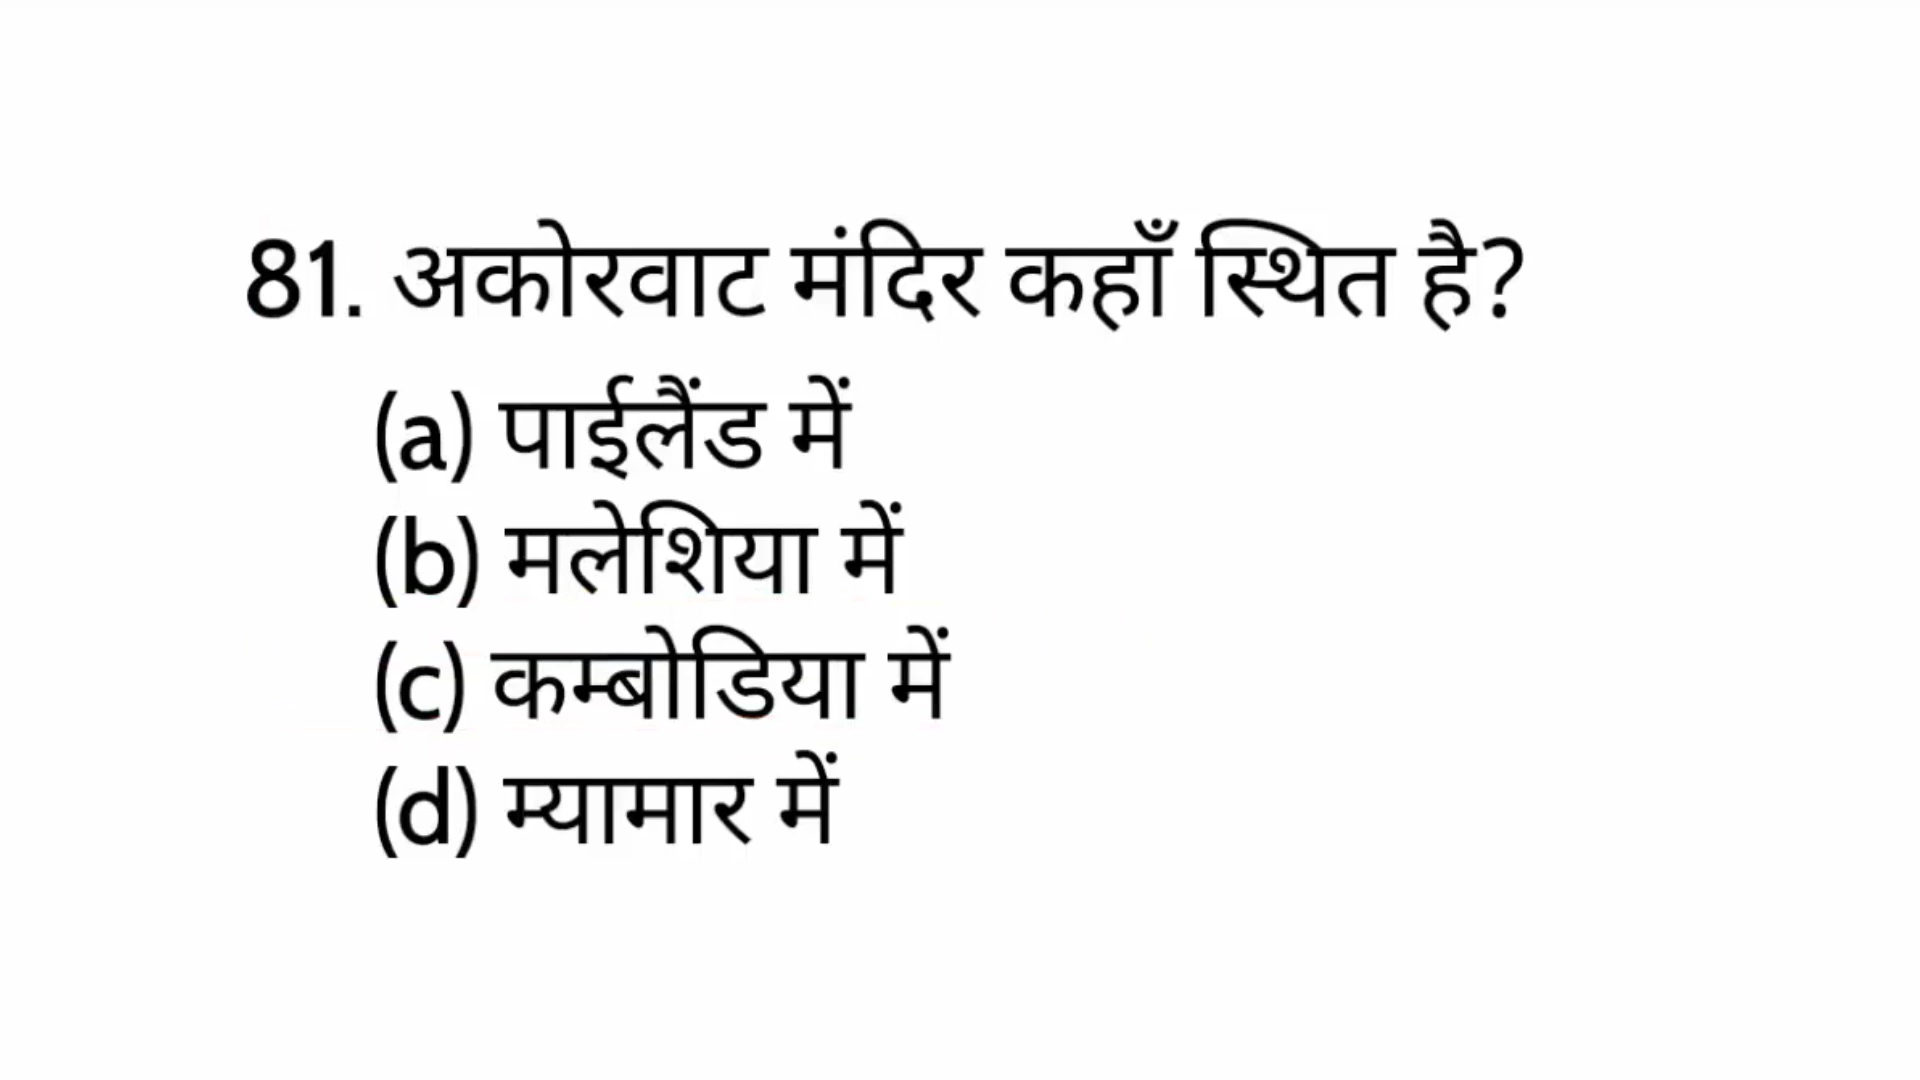 81. अकोरवाट मंदिर कहाँ स्थित है?
(a) पाईलैंड में
(b) मलेशिया में
(c) कम्बोडिया में
(d) म्यामार में